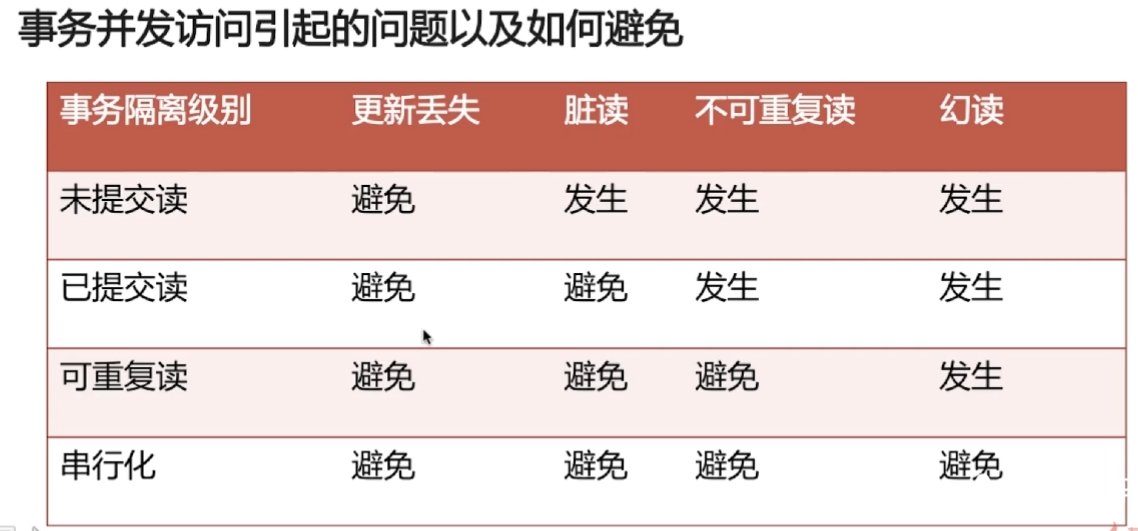 事务并发访问引起的问题以及如何避免
事务隔离级别 更新丢失 脏读 不可重复读 幻读
未提交读 避免 发生 发生 发生
已提交读 避免 避免 发生 发生
可重复读 避免 避免 避免 发生
串行化 避免 避免 避免 避免